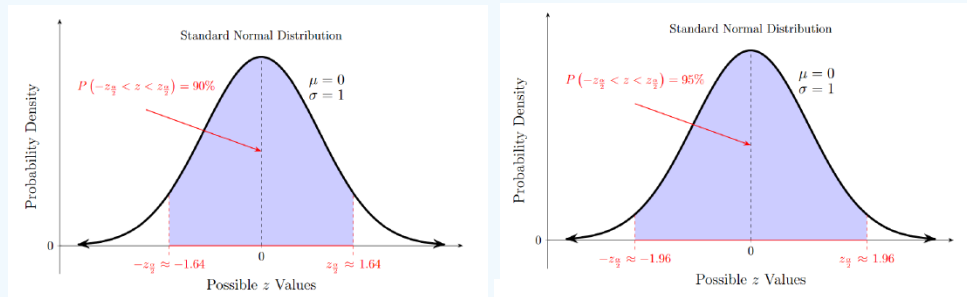 Standard Normal Distribution
P(−z_{α/2} < z < z_{α/2}) = 90%
μ = 0
σ = 1
Probability Density
0
−z_{α/2} ≈ −1.64
0
z_{α/2} ≈ 1.64
Possible z Values
Standard Normal Distribution
P(−z_{α/2} < z < z_{α/2}) = 95%
μ = 0
σ = 1
Probability Density
0
−z_{α/2} ≈ −1.96
0
z_{α/2} ≈ 1.96
Possible z Values